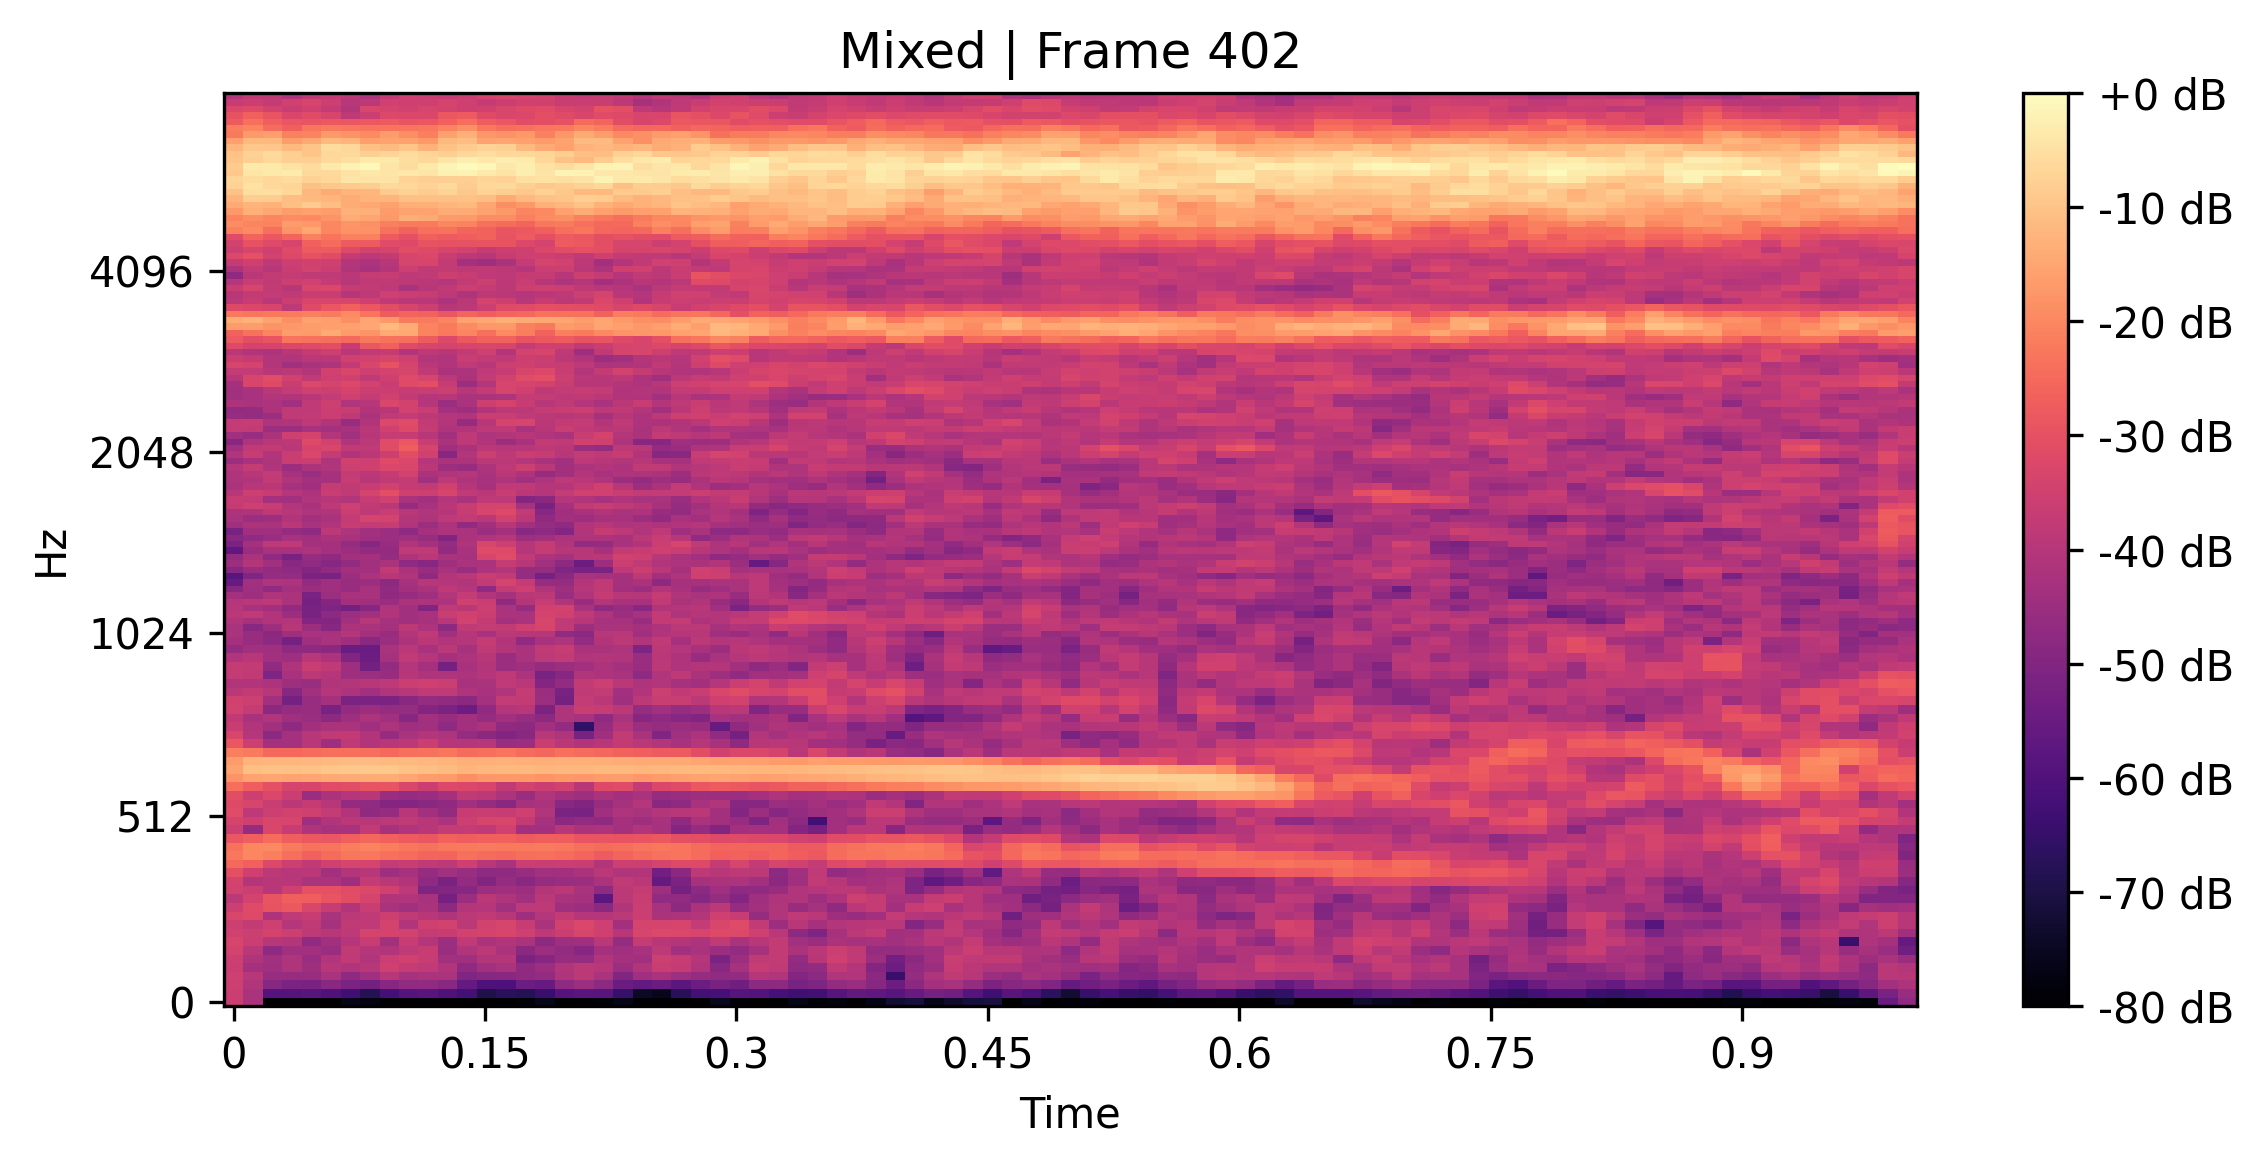 Mixed | Frame 402
+0 dB
-10 dB
-20 dB
-30 dB
-40 dB
-50 dB
-60 dB
-70 dB
-80 dB
Hz
4096
2048
1024
512
0
0 0.15 0.3 0.45 0.6 0.75 0.9
Time